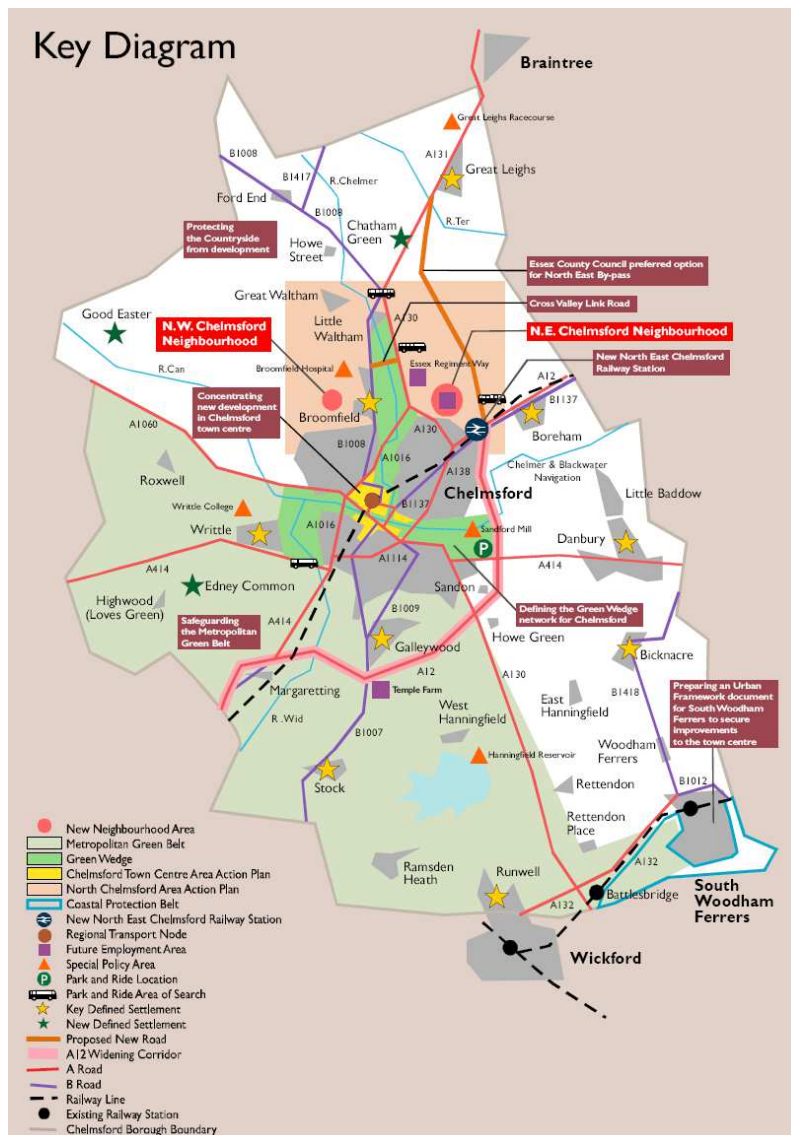 Key Diagram
Braintree
Great Leighs Racecourse
A131
Great Leighs
B1008
B1417
R.Chelmer
Ford End
B1008
R.Ter
Protecting
the Countryside
from development
Chatham
Green
Howe
Street
Essex County Council preferred option
for North East By-pass
Great Waltham
A130
Cross Valley Link Road
Good Easter
N.W. Chelmsford
Neighbourhood
Little
Waltham
N.E. Chelmsford Neighbourhood
Essex Regiment Way
New North East Chelmsford
Railway Station
R.Can
Broomfield Hospital
A12
B1137
Concentrating
new development
in Chelmsford
town centre
Broomfield
A1060
A130
Boreham
B1008
A1016
A138
Roxwell
Chelmer & Blackwater
Navigation
Chelmsford
Little Baddow
Writtle College
B1137
A1016
Sandford Mill
Writtle
Danbury
P
A1114
A414
A414
Edney Common
Sandon
Highwood
(Loves Green)
B1009
Defining the Green Wedge
network for Chelmsford
Safeguarding
the Metropolitan
Green Belt
A414
Howe Green
Galleywood
Bicknacre
A12
A130
Margaretting
Temple Farm
Preparing an Urban
Framework document
for South Woodham
Ferrers to secure
improvements
to the town centre
B1418
West
Hanningfield
East
Hanningfield
R.Wid
B1007
Woodham
Ferrers
Hanningfield Reservoir
Stock
Rettendon
B1012
Rettendon
Place
New Neighbourhood Area
Metropolitan Green Belt
Green Wedge
Chelmsford Town Centre Area Action Plan
North Chelmsford Area Action Plan
Coastal Protection Belt
New North East Chelmsford Railway Station
Regional Transport Node
Future Employment Area
Special Policy Area
P Park and Ride Location
Park and Ride Area of Search
Key Defined Settlement
New Defined Settlement
Proposed New Road
A12 Widening Corridor
A Road
B Road
Railway Line
Existing Railway Station
Chelmsford Borough Boundary
Ramsden
Heath
Runwell
A132
Battlesbridge
South
Woodham
Ferrers
A132
Wickford